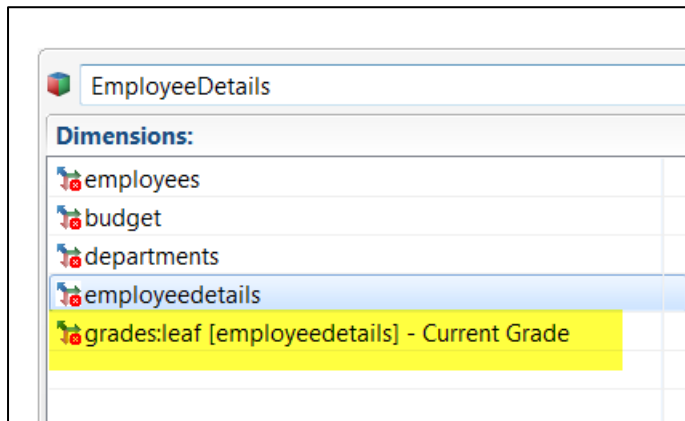 EmployeeDetails
Dimensions:
employees
budget
departments
employeedetails
grades:leaf [employeedetails] - Current Grade